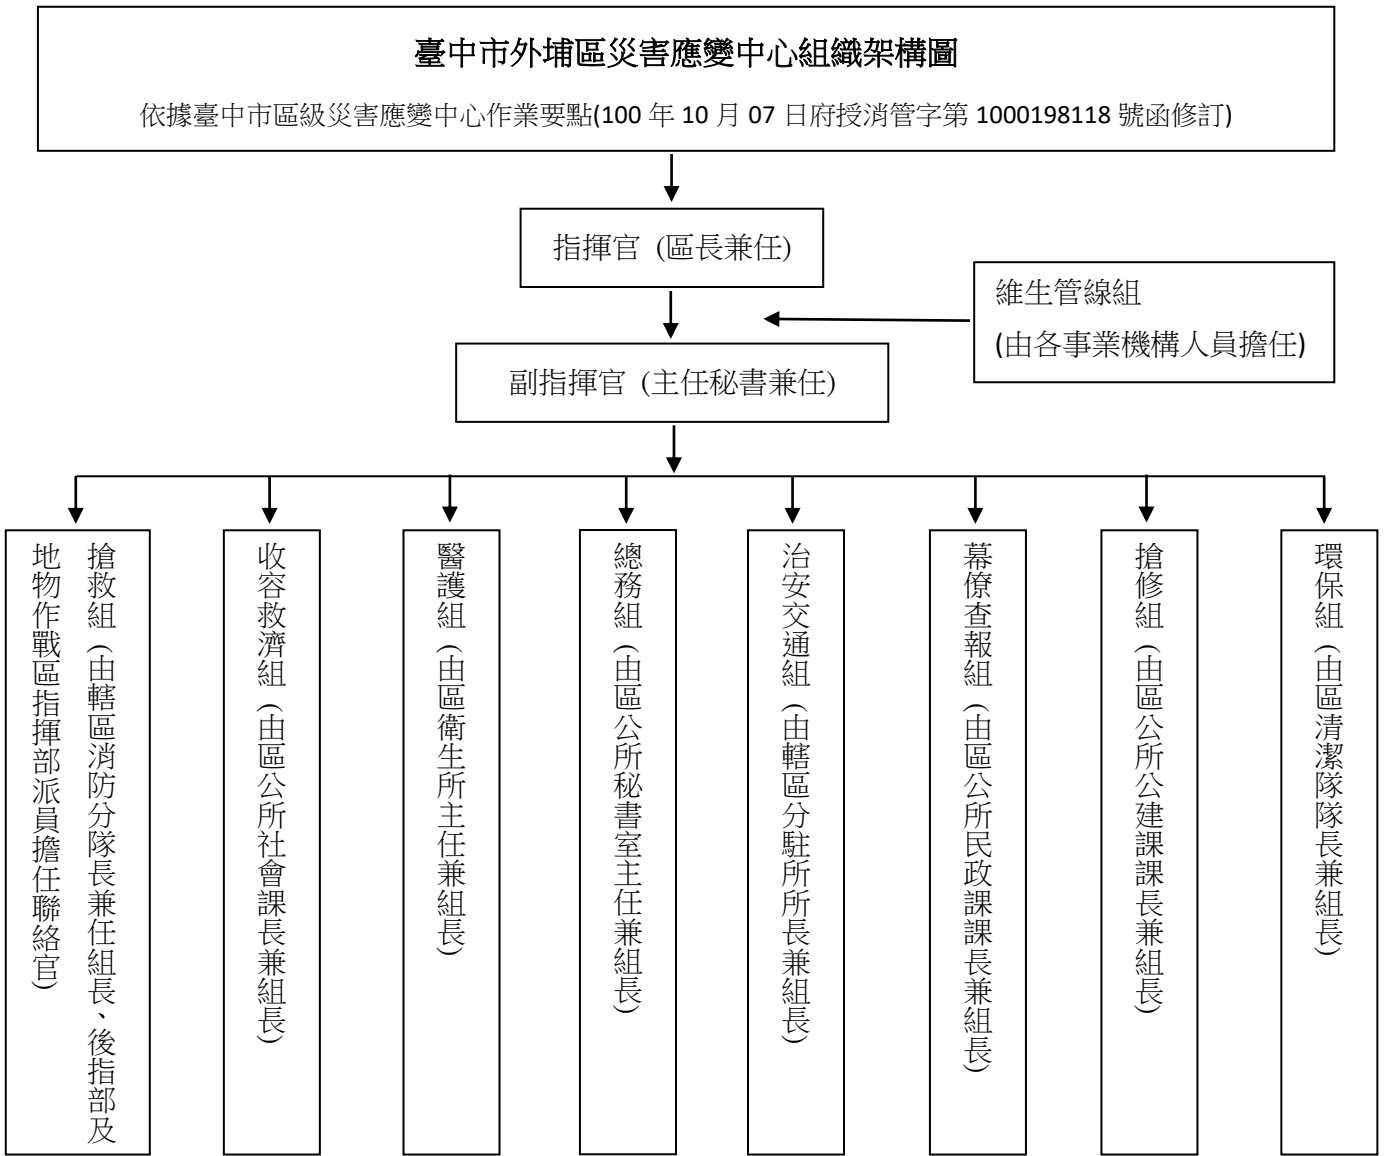 臺中市外埔區災害應變中心組織架構圖
依據臺中市區級災害應變中心作業要點(100 年 10 月 07 日府授消管字第 1000198118 號函修訂)
指揮官 (區長兼任)
維生管線組
(由各事業機構人員擔任)
副指揮官 (主任秘書兼任)
搶救組 (由轄區消防分隊長兼任組長、後指部及
地物作戰區指揮部派員擔任聯絡官)
收容救濟組 (由區公所社會課長兼組長)
醫護組 (由區衛生所主任兼組長)
總務組 (由區公所秘書室主任兼組長)
治安交通組 (由轄區分駐所所長兼組長)
幕僚查報組 (由區公所民政課課長兼組長)
搶修組 (由區公所公建課課長兼組長)
環保組 (由區清潔隊隊長兼組長)